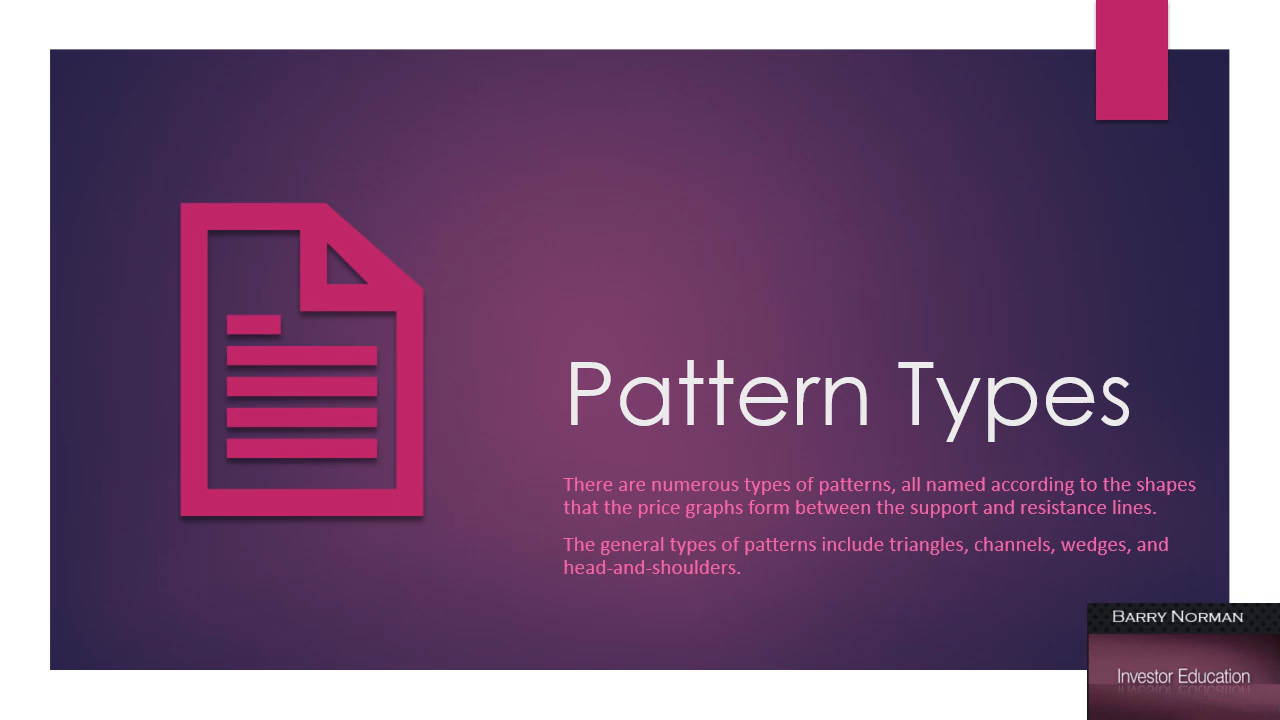 Pattern Types
There are numerous types of patterns, all named according to the shapes
that the price graphs form between the support and resistance lines.
The general types of patterns include triangles, channels, wedges, and
head-and-shoulders.
BARRY NORMAN
Investor Education